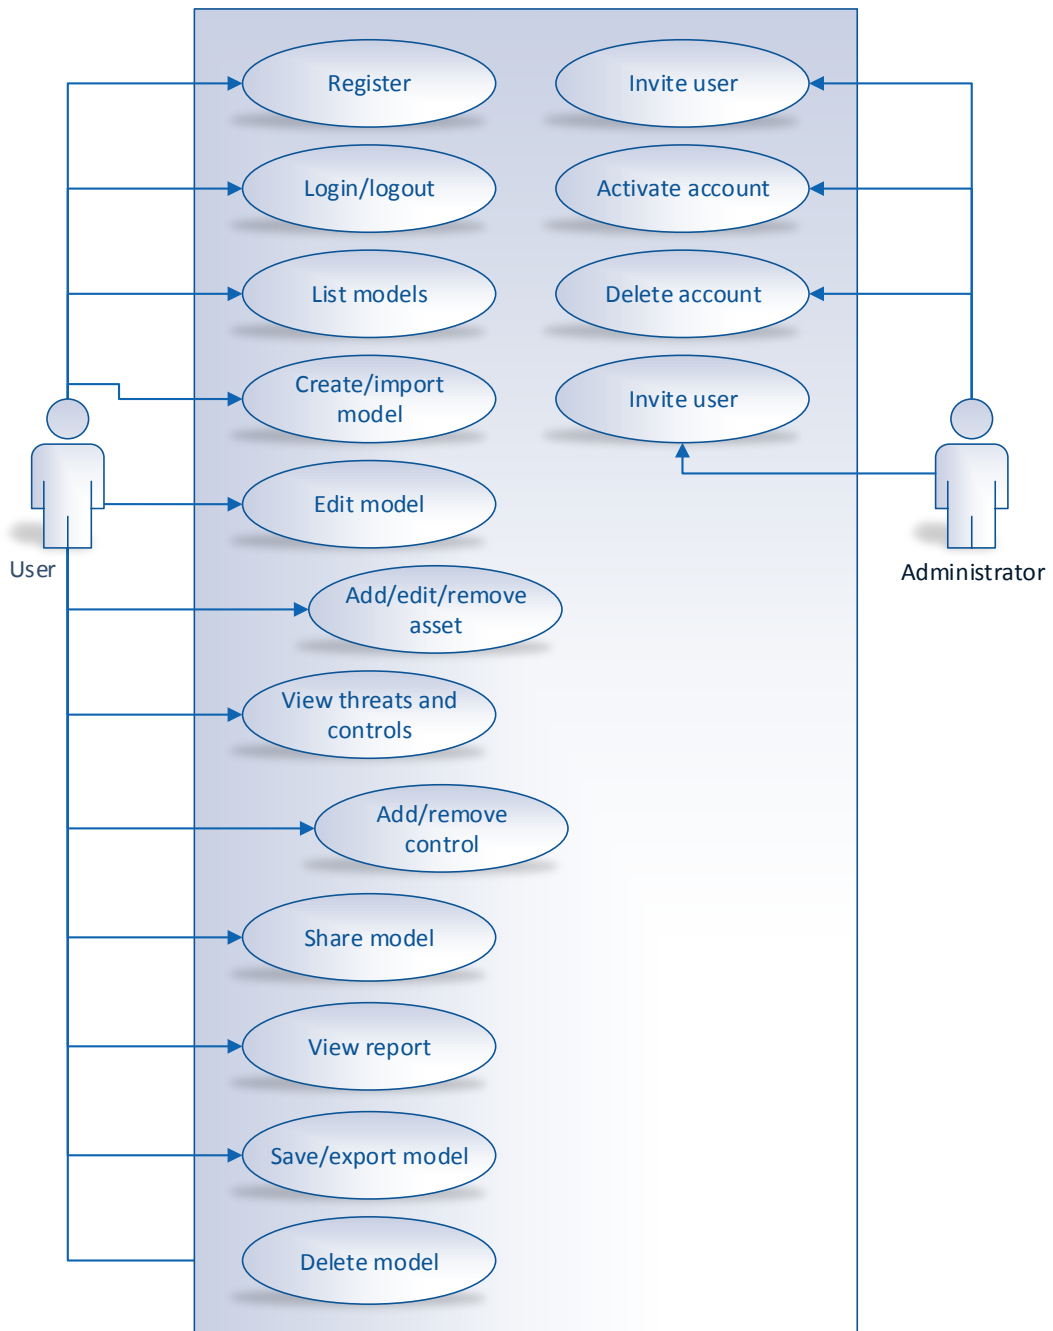 Register
Invite user
Login/logout
Activate account
List models
Delete account
Create/import
model
Invite user
Edit model
User
Administrator
Add/edit/remove
asset
View threats and
controls
Add/remove
control
Share model
View report
Save/export model
Delete model